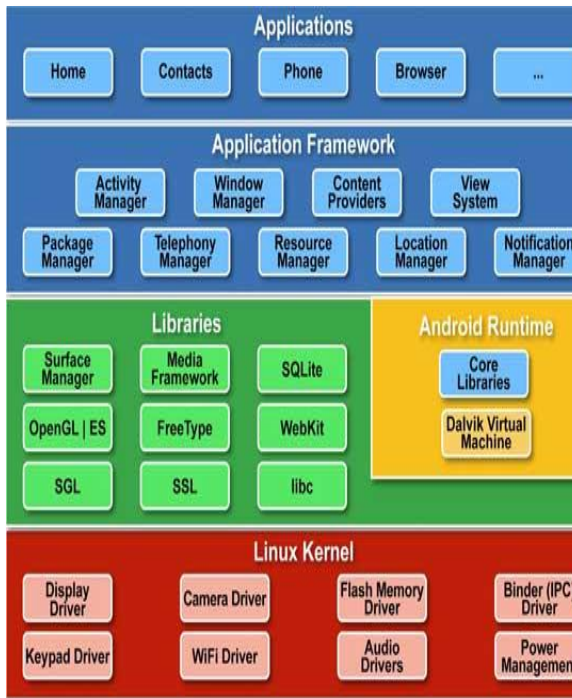 Applications
Home
Contacts
Phone
Browser
...
Application Framework
Activity
Manager
Window
Manager
Content
Providers
View
System
Package
Manager
Telephony
Manager
Resource
Manager
Location
Manager
Notification
Manager
Libraries
Surface
Manager
Media
Framework
SQLite
OpenGL | ES
FreeType
WebKit
SGL
SSL
libc
Android Runtime
Core
Libraries
Dalvik Virtual
Machine
Linux Kernel
Display
Driver
Camera Driver
Flash Memory
Driver
Binder (IPC)
Driver
Keypad Driver
WiFi Driver
Audio
Drivers
Power
Management